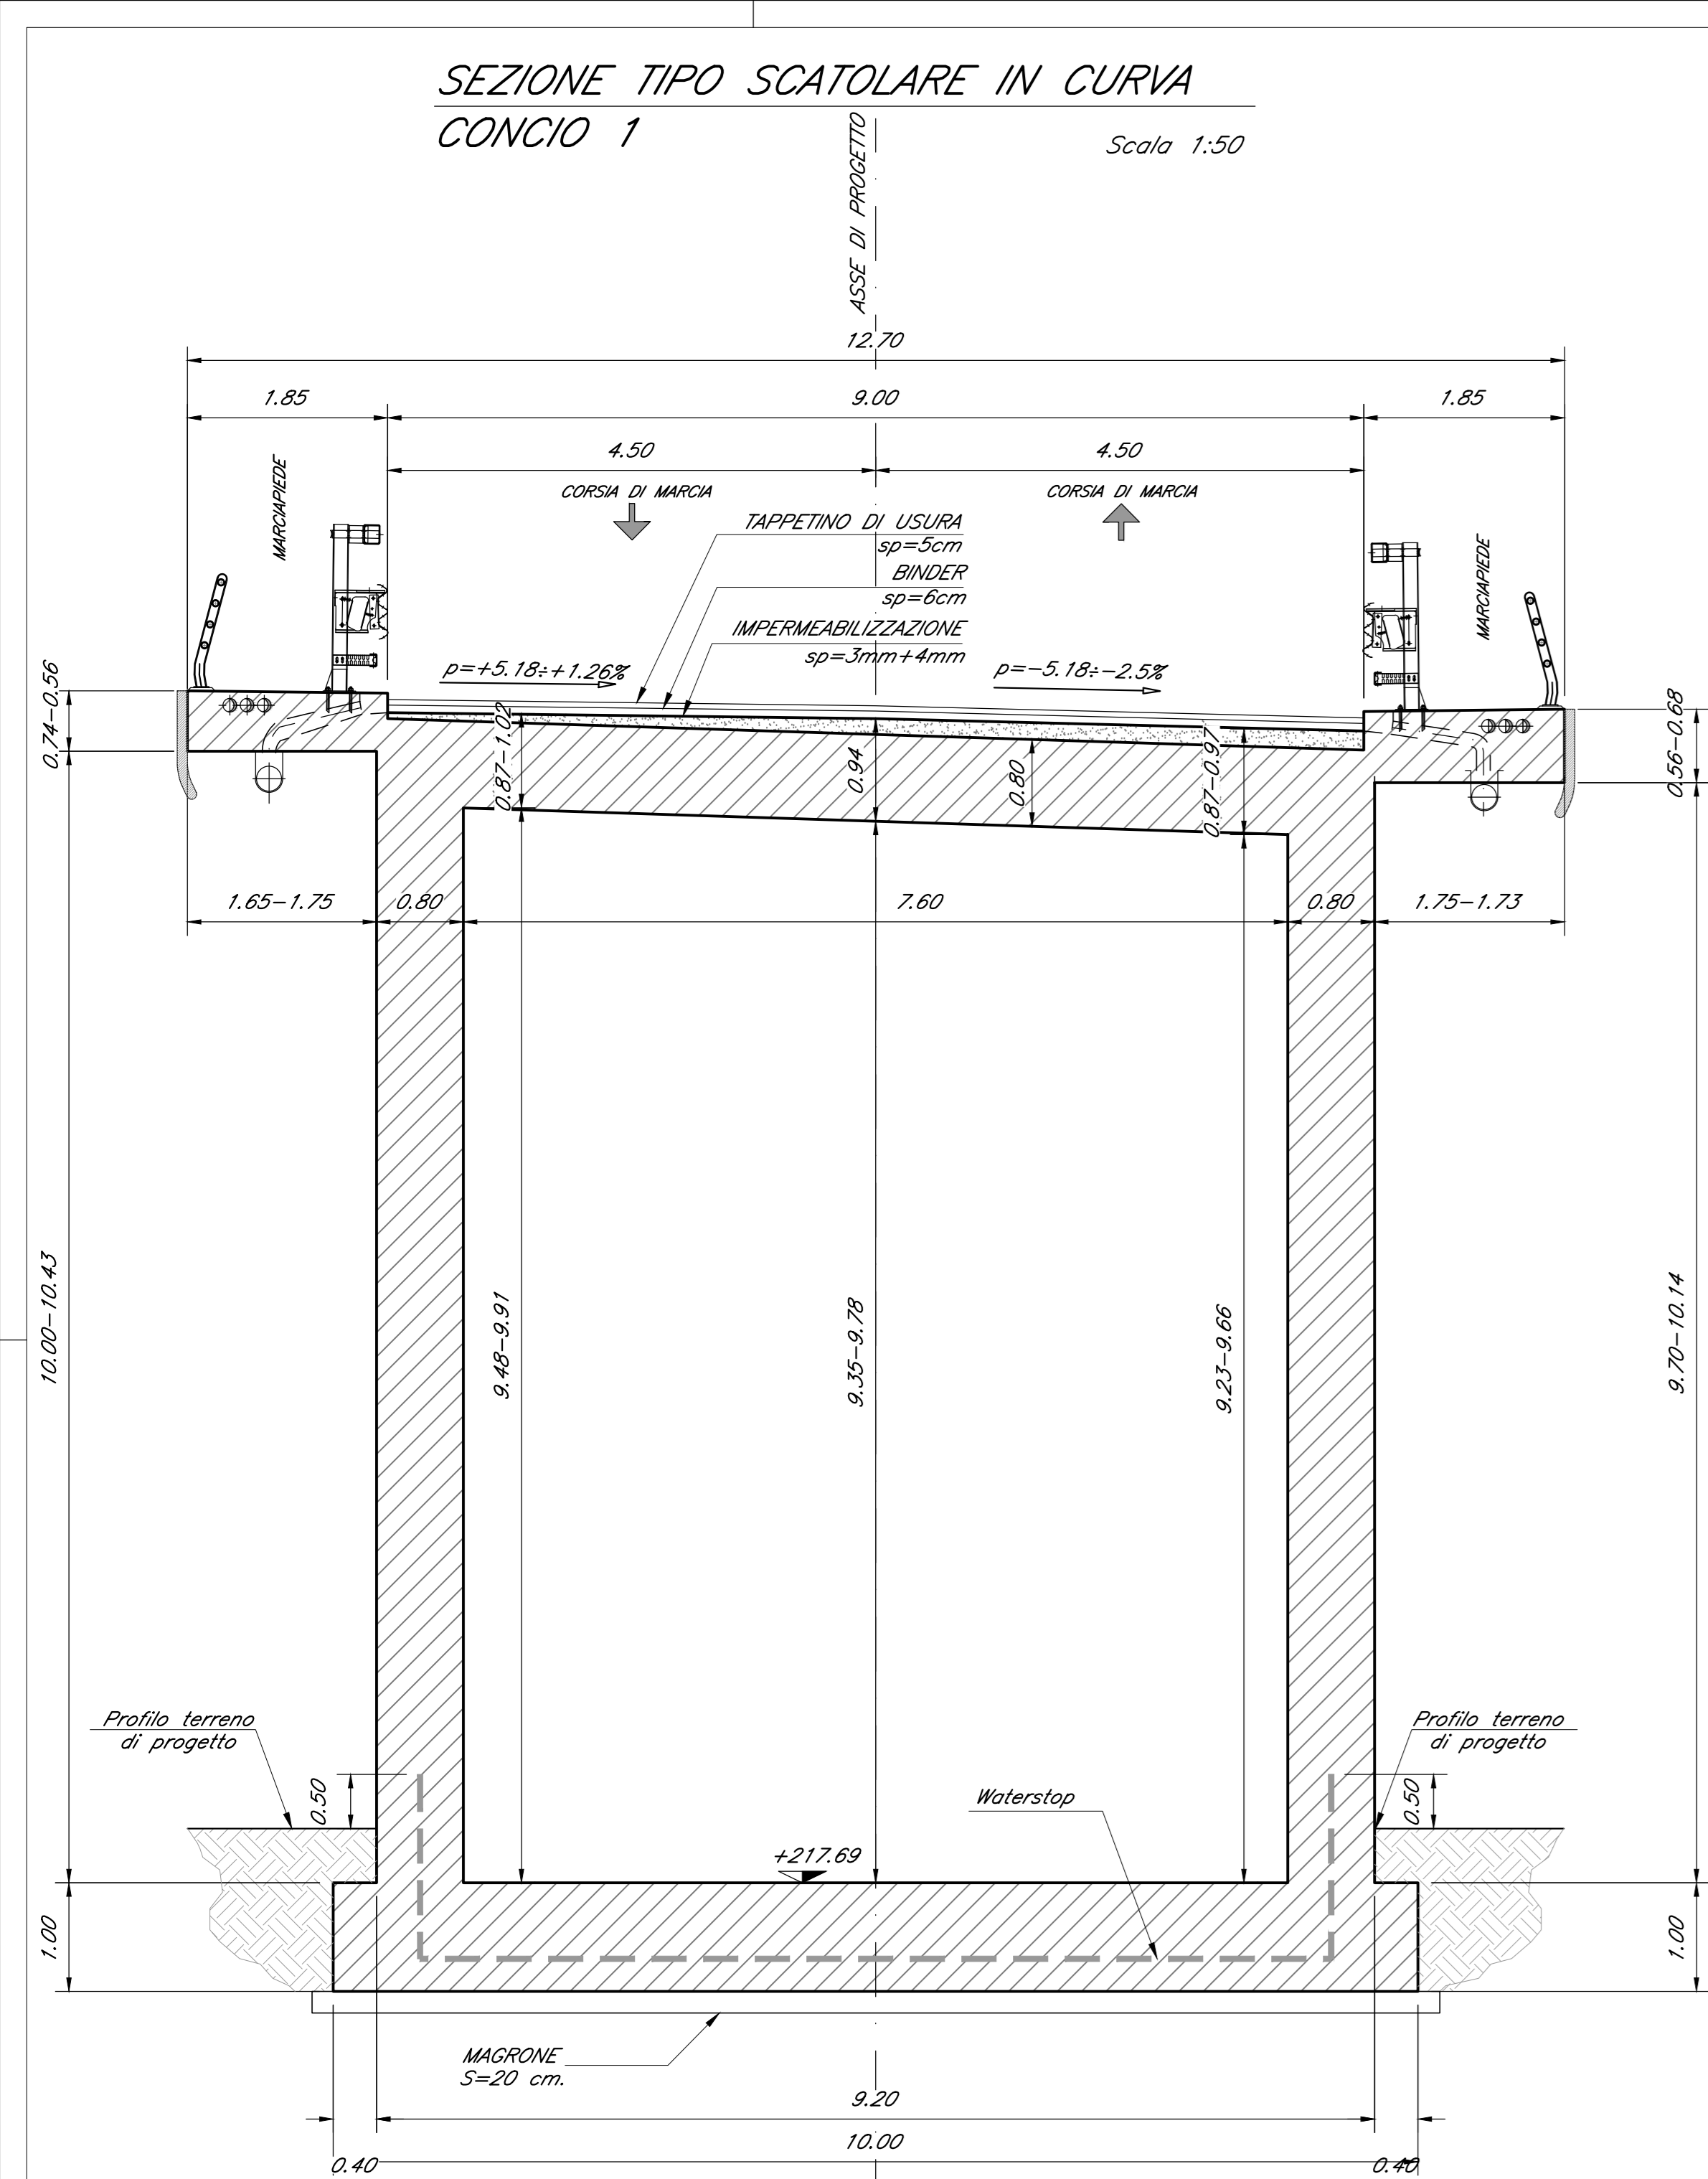 SEZIONE TIPO SCATOLARE IN CURVA
CONCIO 1
Scala 1:50
ASSE DI PROGETTO
12.70
1.85
9.00
1.85
4.50
4.50
MARCIAPIEDE
CORSIA DI MARCIA
CORSIA DI MARCIA
MARCIAPIEDE
TAPPETINO DI USURA
sp=5cm
BINDER
sp=6cm
IMPERMEABILIZZAZIONE
sp=3mm+4mm
p=+5.18÷+1.26%
p=-5.18÷-2.5%
0.74-0.56
0.87-1.02
0.94
0.80
0.87-0.97
0.56-0.68
1.65-1.75
0.80
7.60
0.80
1.75-1.73
10.00-10.43
9.48-9.91
9.35-9.78
9.23-9.66
9.70-10.14
Profilo terreno
di progetto
Profilo terreno
di progetto
0.50
Waterstop
0.50
+217.69
1.00
1.00
MAGRONE
S=20 cm.
9.20
10.00
0.40
0.40